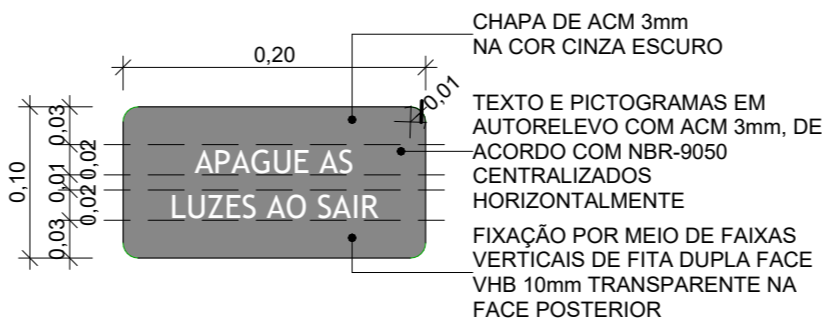 CHAPA DE ACM 3mm
NA COR CINZA ESCURO
0,20
0,01
TEXTO E PICTOGRAMAS EM
AUTORELEVO COM ACM 3mm, DE
ACORDO COM NBR-9050
CENTRALIZADOS
HORIZONTALMENTE
0,10
0,03
0,02
0,01
0,02
0,03
APAGUE AS
LUZES AO SAIR
FIXAÇÃO POR MEIO DE FAIXAS
VERTICAIS DE FITA DUPLA FACE
VHB 10mm TRANSPARENTE NA
FACE POSTERIOR